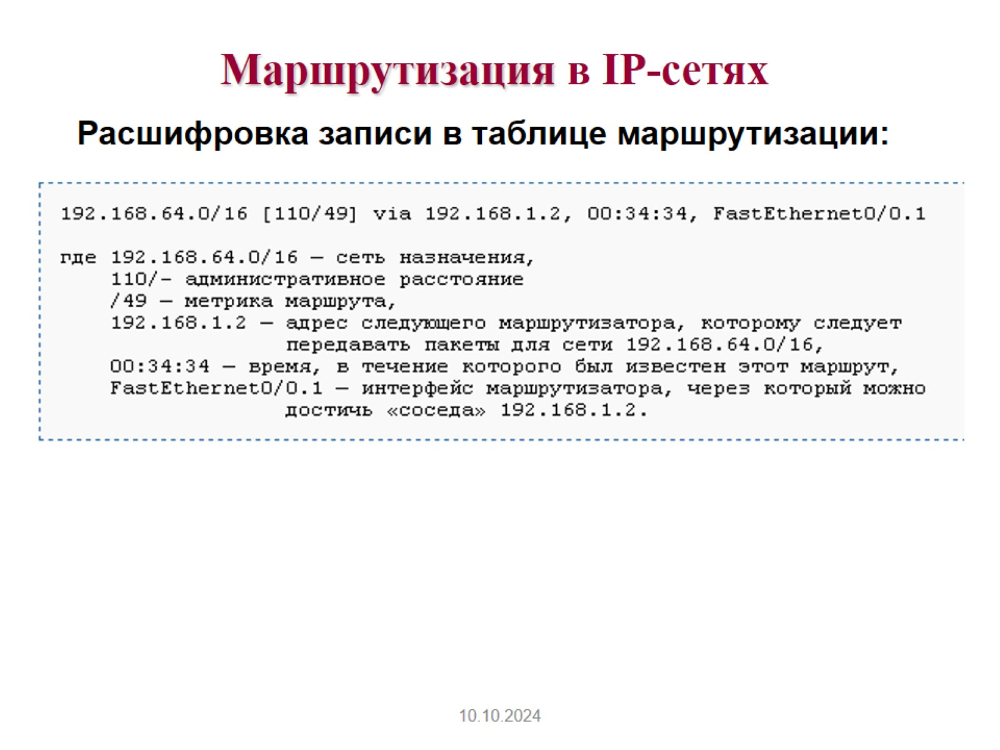 Маршрутизация в IP-сетях
Расшифровка записи в таблице маршрутизации:
192.168.64.0/16 [110/49] via 192.168.1.2, 00:34:34, FastEthernet0/0.1
где 192.168.64.0/16 — сеть назначения,
110/- административное расстояние
/49 — метрика маршрута,
192.168.1.2 — адрес следующего маршрутизатора, которому следует
передавать пакеты для сети 192.168.64.0/16,
00:34:34 — время, в течение которого был известен этот маршрут,
FastEthernet0/0.1 — интерфейс маршрутизатора, через который можно
достичь «соседа» 192.168.1.2.
10.10.2024